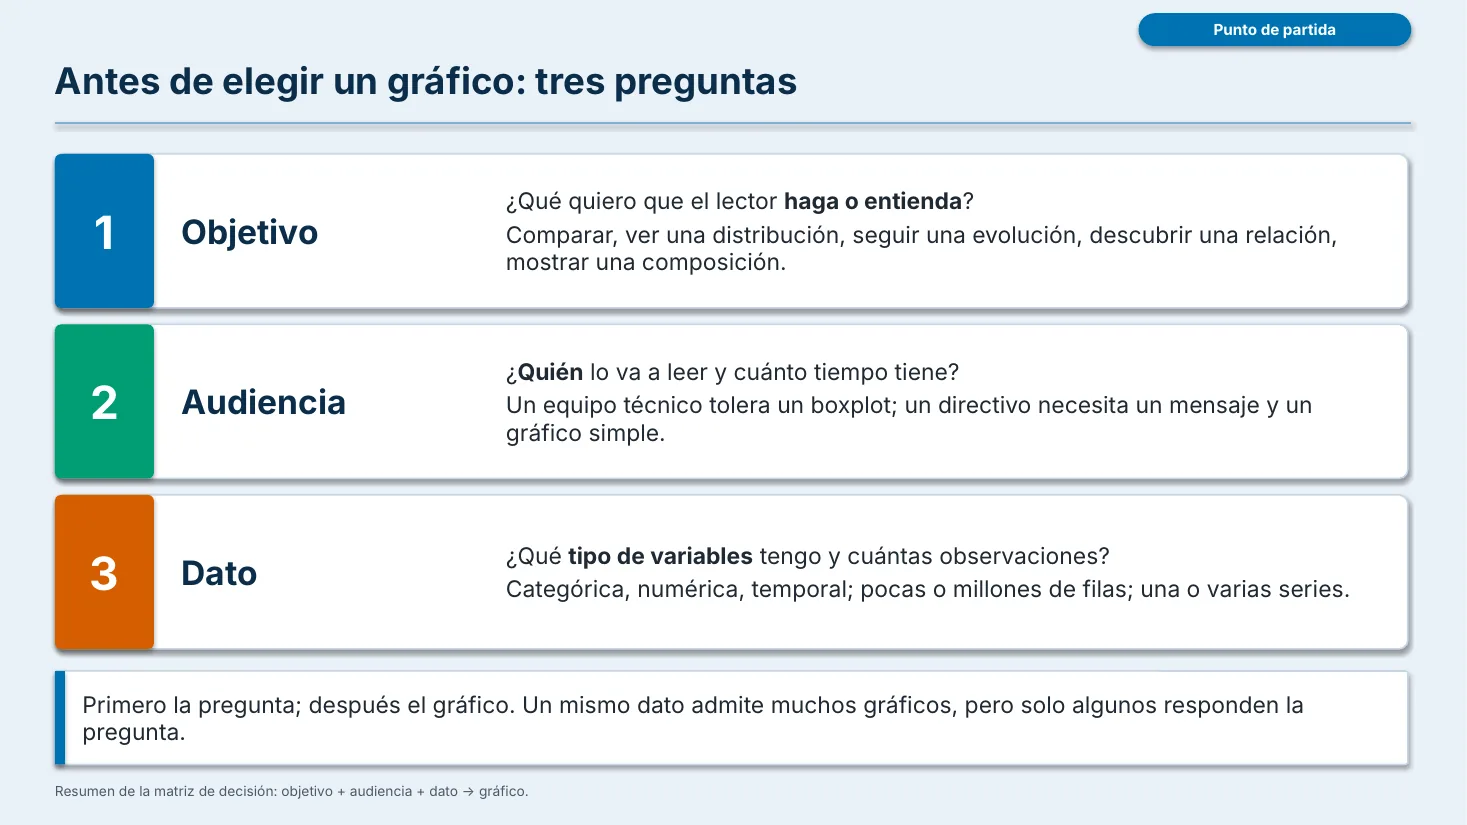 Punto de partida
Antes de elegir un gráfico: tres preguntas
1
Objetivo
¿Qué quiero que el lector haga o entienda?
Comparar, ver una distribución, seguir una evolución, descubrir una relación,
mostrar una composición.
2
Audiencia
¿Quién lo va a leer y cuánto tiempo tiene?
Un equipo técnico tolera un boxplot; un directivo necesita un mensaje y un
gráfico simple.
3
Dato
¿Qué tipo de variables tengo y cuántas observaciones?
Categórica, numérica, temporal; pocas o millones de filas; una o varias series.
Primero la pregunta; después el gráfico. Un mismo dato admite muchos gráficos, pero solo algunos responden la
pregunta.
Resumen de la matriz de decisión: objetivo + audiencia + dato → gráfico.